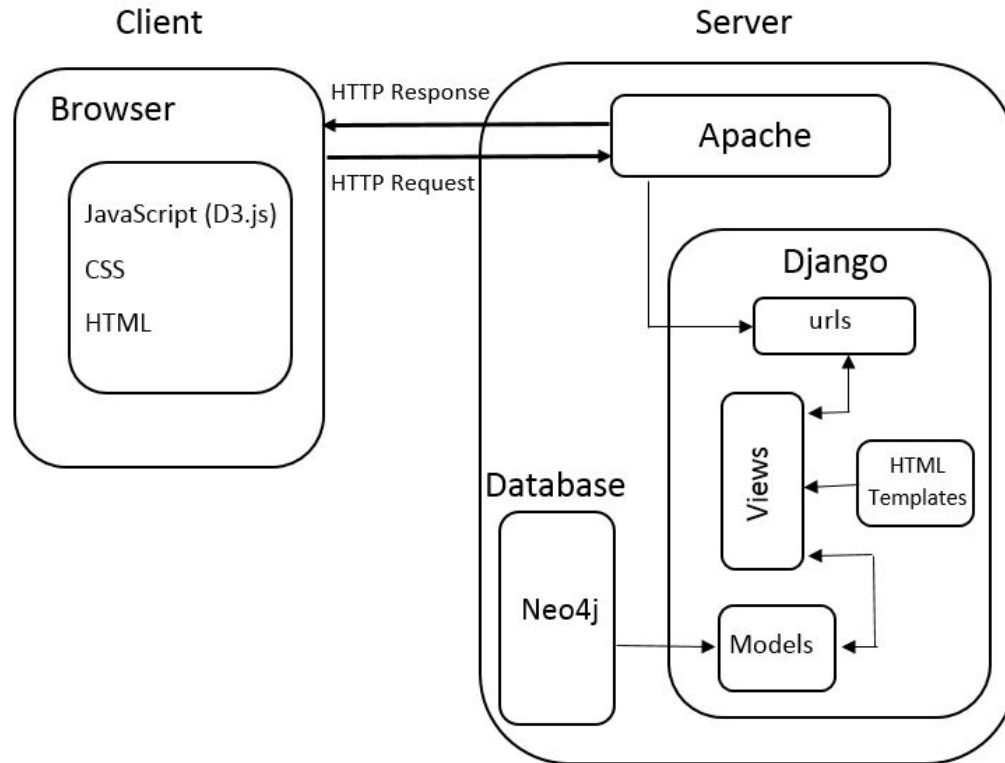 Client
Server
Browser
HTTP Response
Apache
HTTP Request
JavaScript (D3.js)
CSS
HTML
Django
urls
Views
HTML
Templates
Database
Neo4j
Models